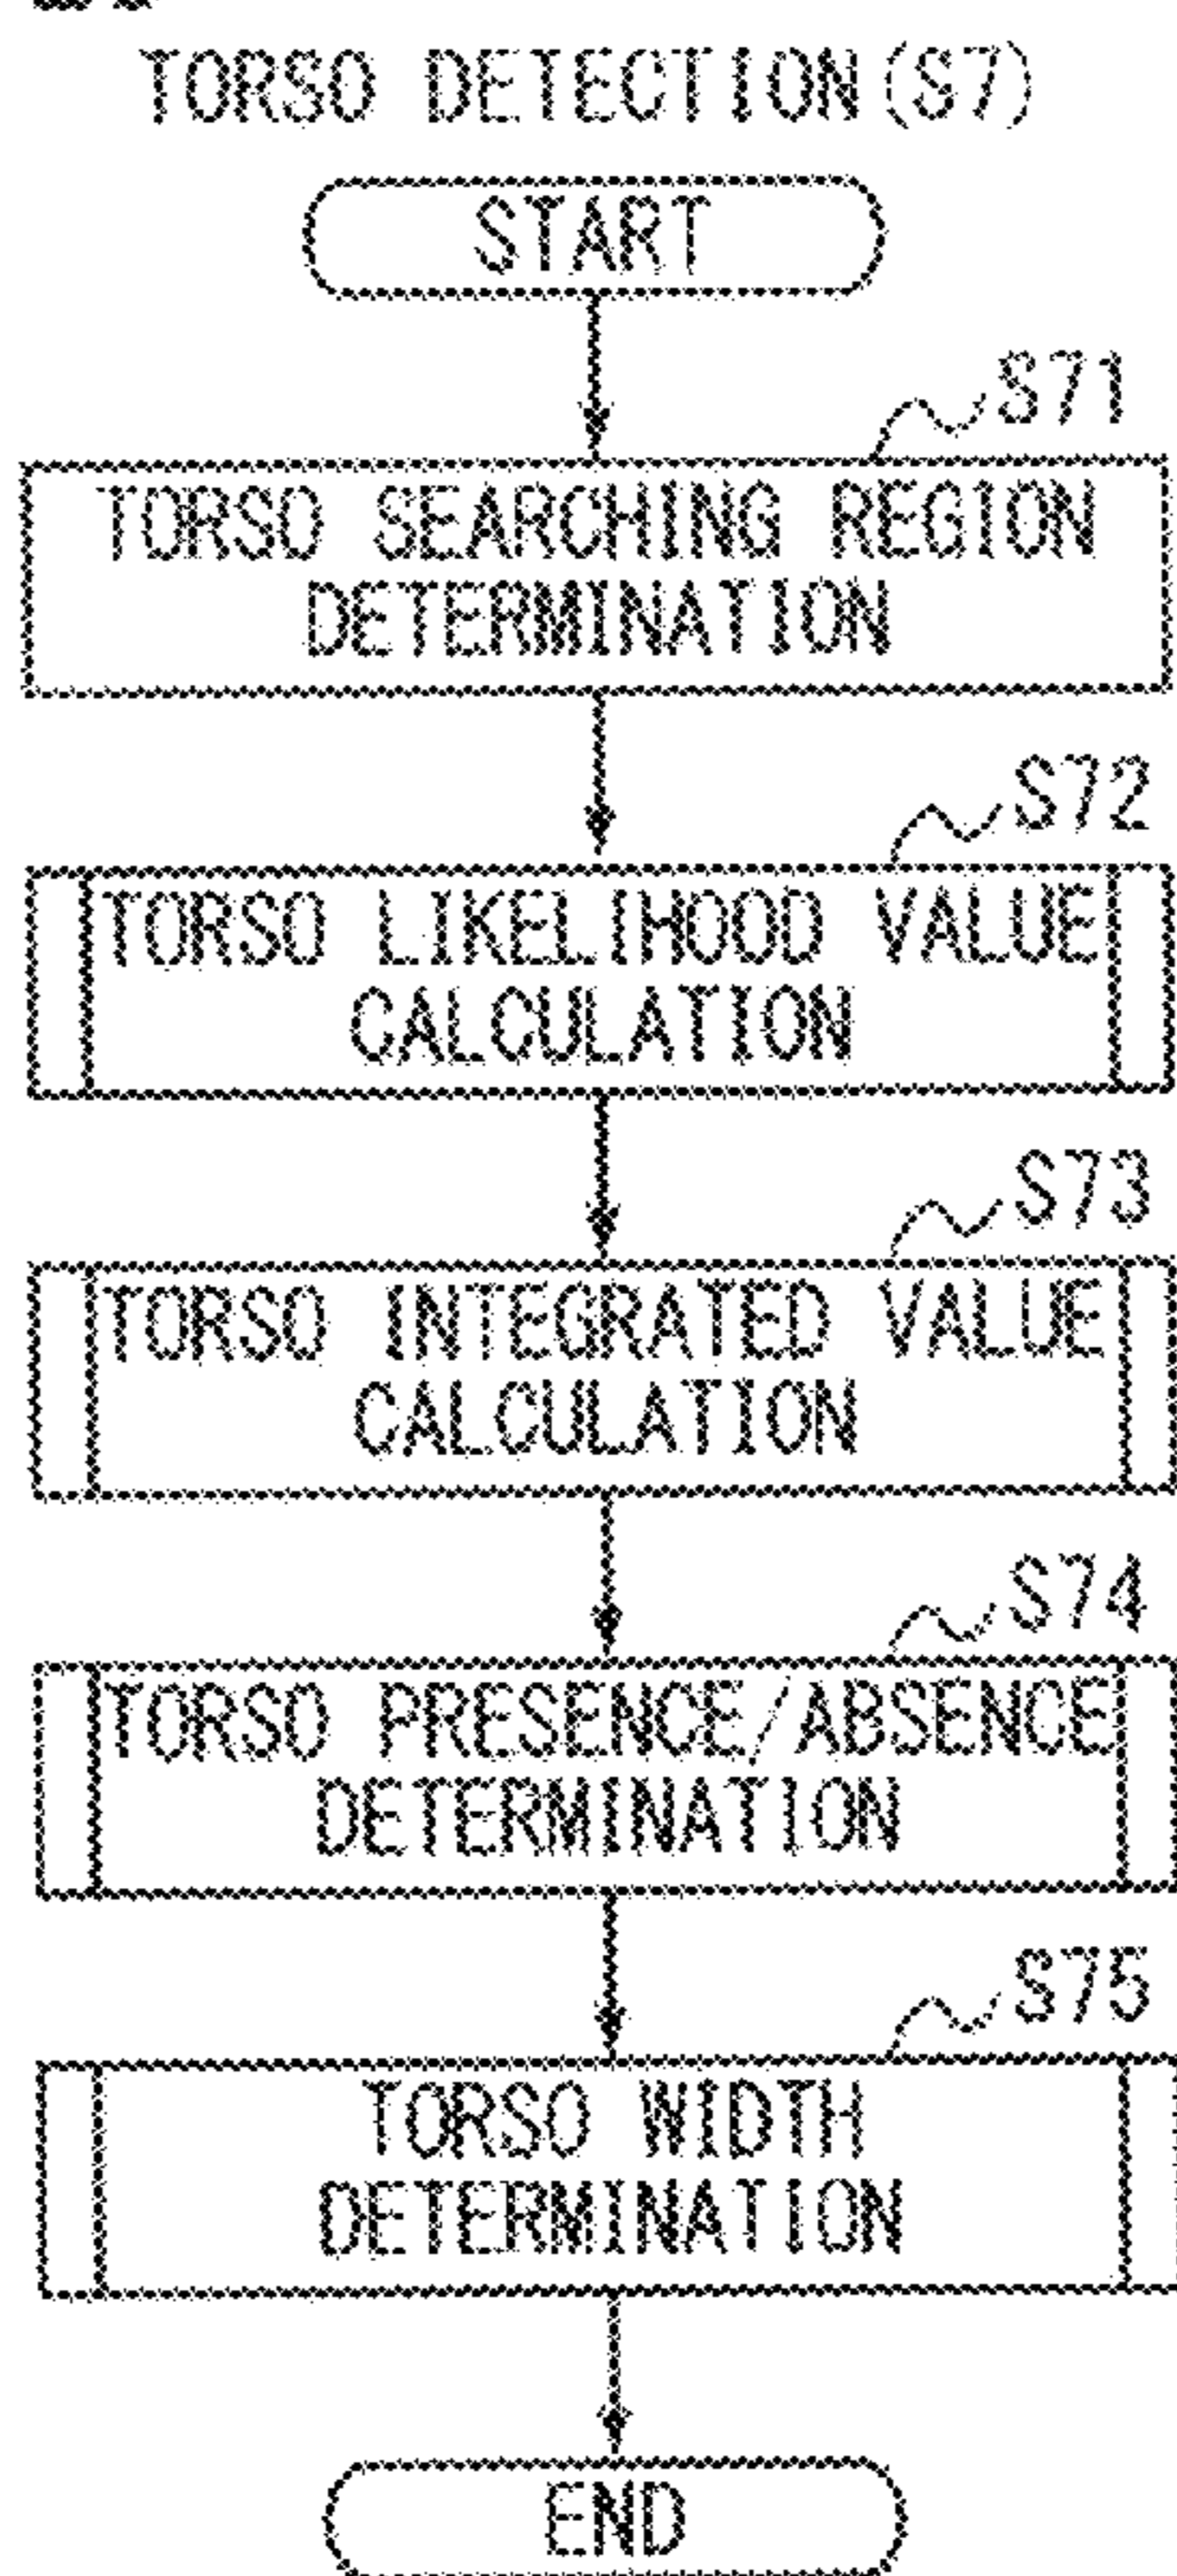 TORSO DETECTION(S7)
START
S71
TORSO SEARCHING REGION
DETERMINATION
S72
TORSO LIKELIHOOD VALUE
CALCULATION
S73
TORSO INTEGRATED VALUE
CALCULATION
S74
TORSO PRESENCE/ABSENCE
DETERMINATION
S75
TORSO WIDTH
DETERMINATION
END